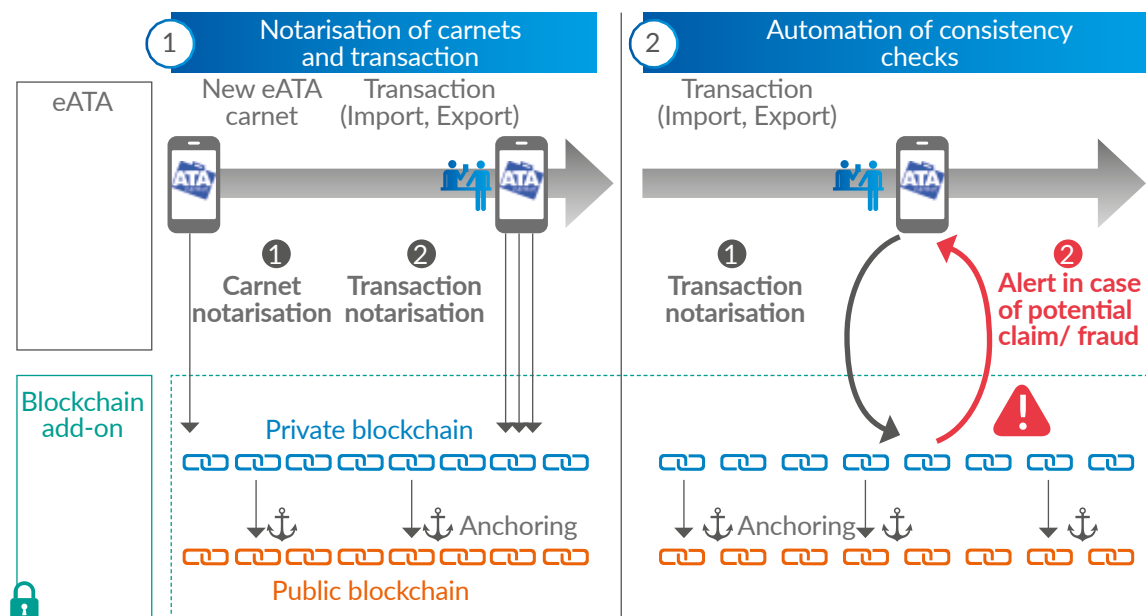 1
Notarisation of carnets
and transaction
2
Automation of consistency
checks
eATA
New eATA
carnet
Transaction
(Import, Export)
Transaction
(Import, Export)
ATA
ATA
ATA
1
Carnet
notarisation
2
Transaction
notarisation
1
Transaction
notarisation
2
Alert in case
of potential
claim/ fraud
Blockchain
add-on
Private blockchain
Anchoring
Anchoring
Public blockchain